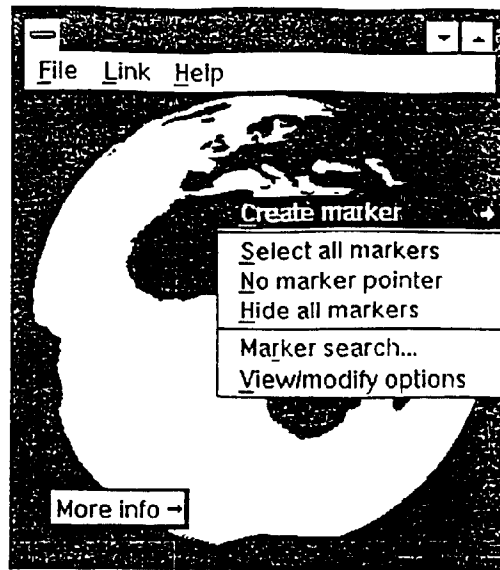 File Link Help
Create marker
Select all markers
No marker pointer
Hide all markers
Marker search...
View/modify options
More info →